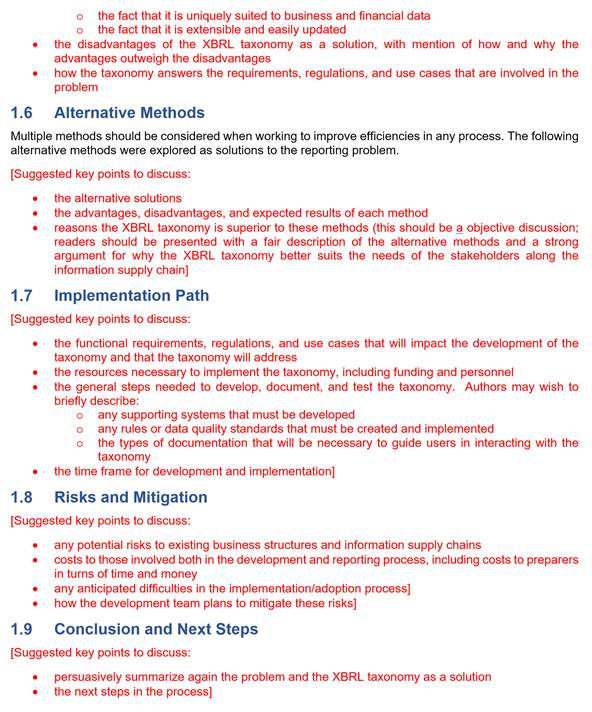 o the fact that it is uniquely suited to business and financial data
o the fact that it is extensible and easily updated
• the disadvantages of the XBRL taxonomy as a solution, with mention of how and why the
advantages outweigh the disadvantages
• how the taxonomy answers the requirements, regulations, and use cases that are involved in the
problem
1.6 Alternative Methods
Multiple methods should be considered when working to improve efficiencies in any process. The following
alternative methods were explored as solutions to the reporting problem.
[Suggested key points to discuss:
• the alternative solutions
• the advantages, disadvantages, and expected results of each method
• reasons the XBRL taxonomy is superior to these methods (this should be a objective discussion;
readers should be presented with a fair description of the alternative methods and a strong
argument for why the XBRL taxonomy better suits the needs of the stakeholders along the
information supply chain]
1.7 Implementation Path
[Suggested key points to discuss:
• the functional requirements, regulations, and use cases that will impact the development of the
taxonomy and that the taxonomy will address
• the resources necessary to implement the taxonomy, including funding and personnel
• the general steps needed to develop, document, and test the taxonomy. Authors may wish to
briefly describe:
o any supporting systems that must be developed
o any rules or data quality standards that must be created and implemented
o the types of documentation that will be necessary to guide users in interacting with the
taxonomy
• the time frame for development and implementation]
1.8 Risks and Mitigation
[Suggested key points to discuss:
• any potential risks to existing business structures and information supply chains
• costs to those involved both in the development and reporting process, including costs to preparers
in turns of time and money
• any anticipated difficulties in the implementation/adoption process]
• how the development team plans to mitigate these risks]
1.9 Conclusion and Next Steps
[Suggested key points to discuss:
• persuasively summarize again the problem and the XBRL taxonomy as a solution
• the next steps in the process]